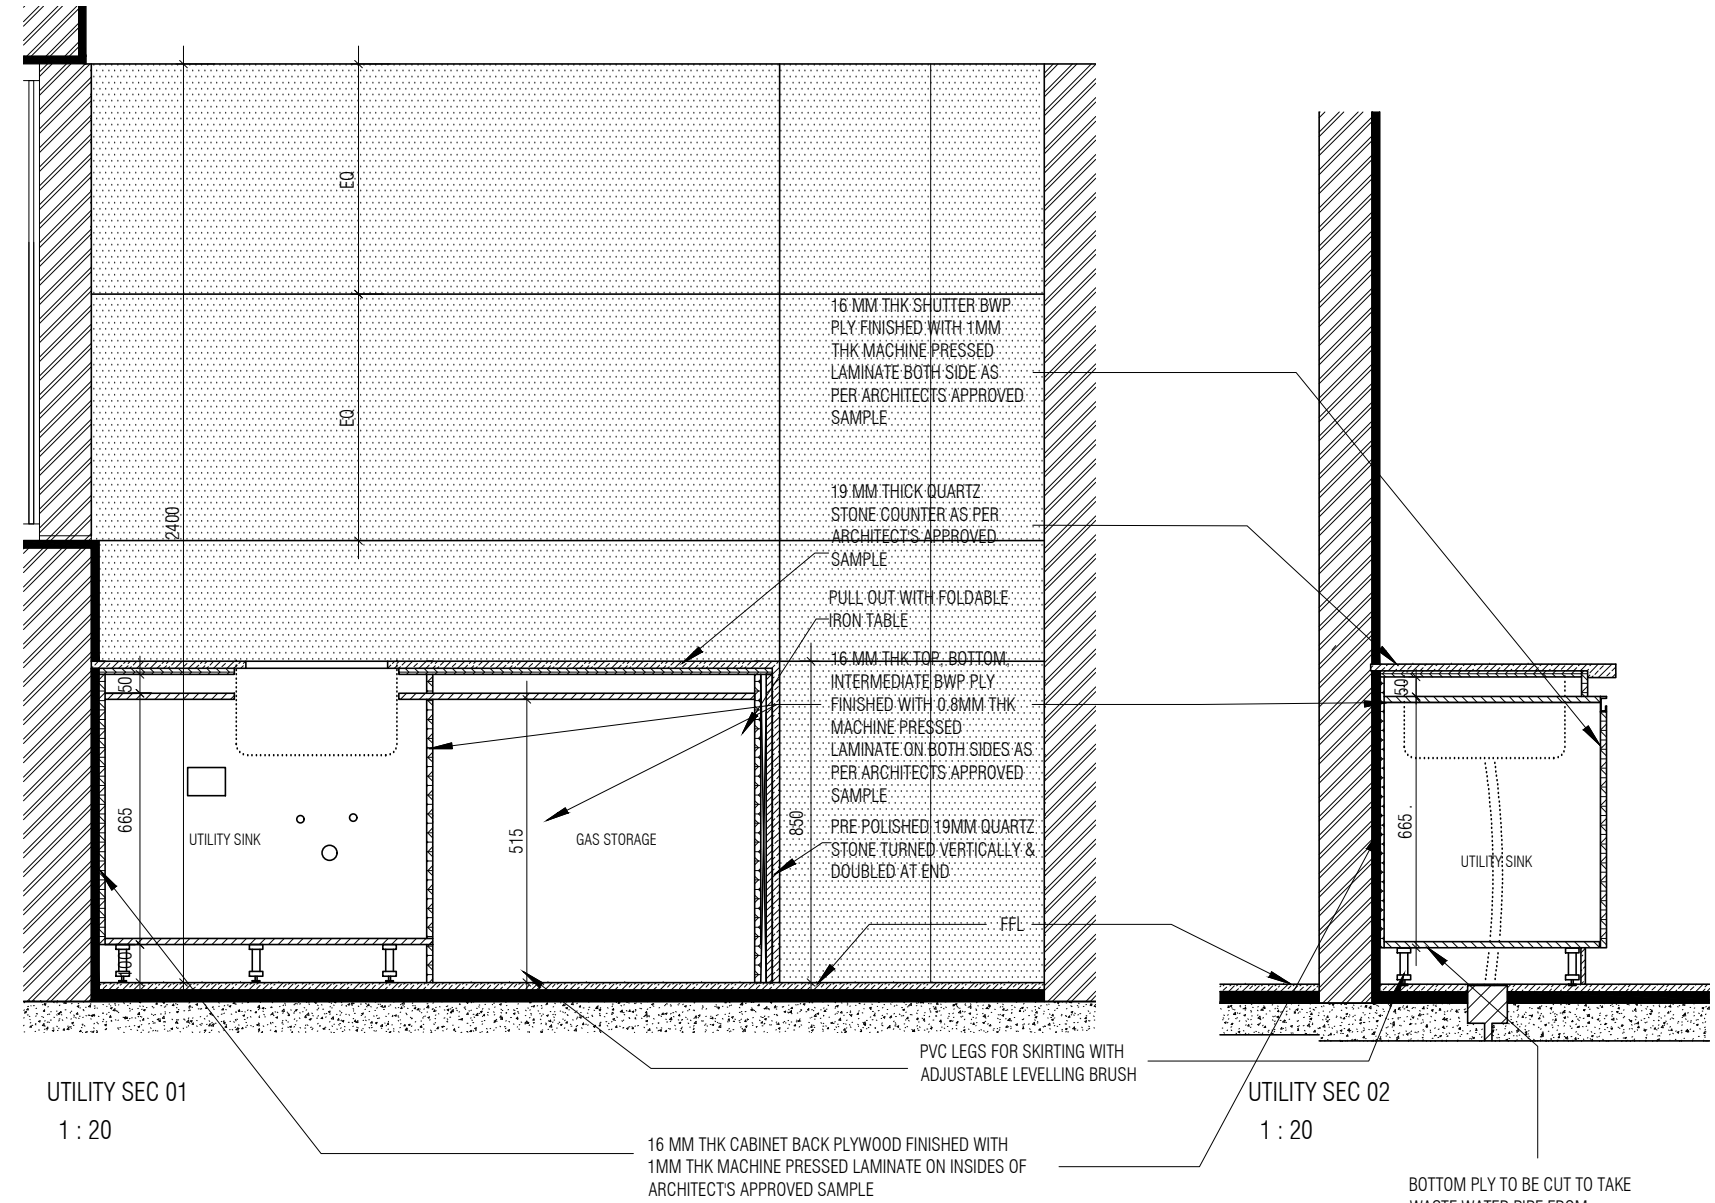 EQ
16 MM THK SHUTTER BWP
PLY FINISHED WITH 1MM
THK MACHINE PRESSED
LAMINATE BOTH SIDE AS
PER ARCHITECTS APPROVED
SAMPLE
EQ
2400
19 MM THICK QUARTZ
STONE COUNTER AS PER
ARCHITECT'S APPROVED
SAMPLE
PULL OUT WITH FOLDABLE
IRON TABLE
16 MM THK TOP, BOTTOM,
INTERMEDIATE BWP PLY
FINISHED WITH 0.8MM THK
MACHINE PRESSED
LAMINATE ON BOTH SIDES AS
PER ARCHITECTS APPROVED
SAMPLE
50
50
665
UTILITY SINK
515
GAS STORAGE
850
PRE POLISHED 19MM QUARTZ
STONE TURNED VERTICALLY &
DOUBLED AT END
665 .
UTILITY SINK
FFL
100
PVC LEGS FOR SKIRTING WITH
ADJUSTABLE LEVELLING BRUSH
UTILITY SEC 01
1 : 20
UTILITY SEC 02
1 : 20
16 MM THK CABINET BACK PLYWOOD FINISHED WITH
1MM THK MACHINE PRESSED LAMINATE ON INSIDES OF
ARCHITECT'S APPROVED SAMPLE
BOTTOM PLY TO BE CUT TO TAKE
WASTE WATER PIPE FROM